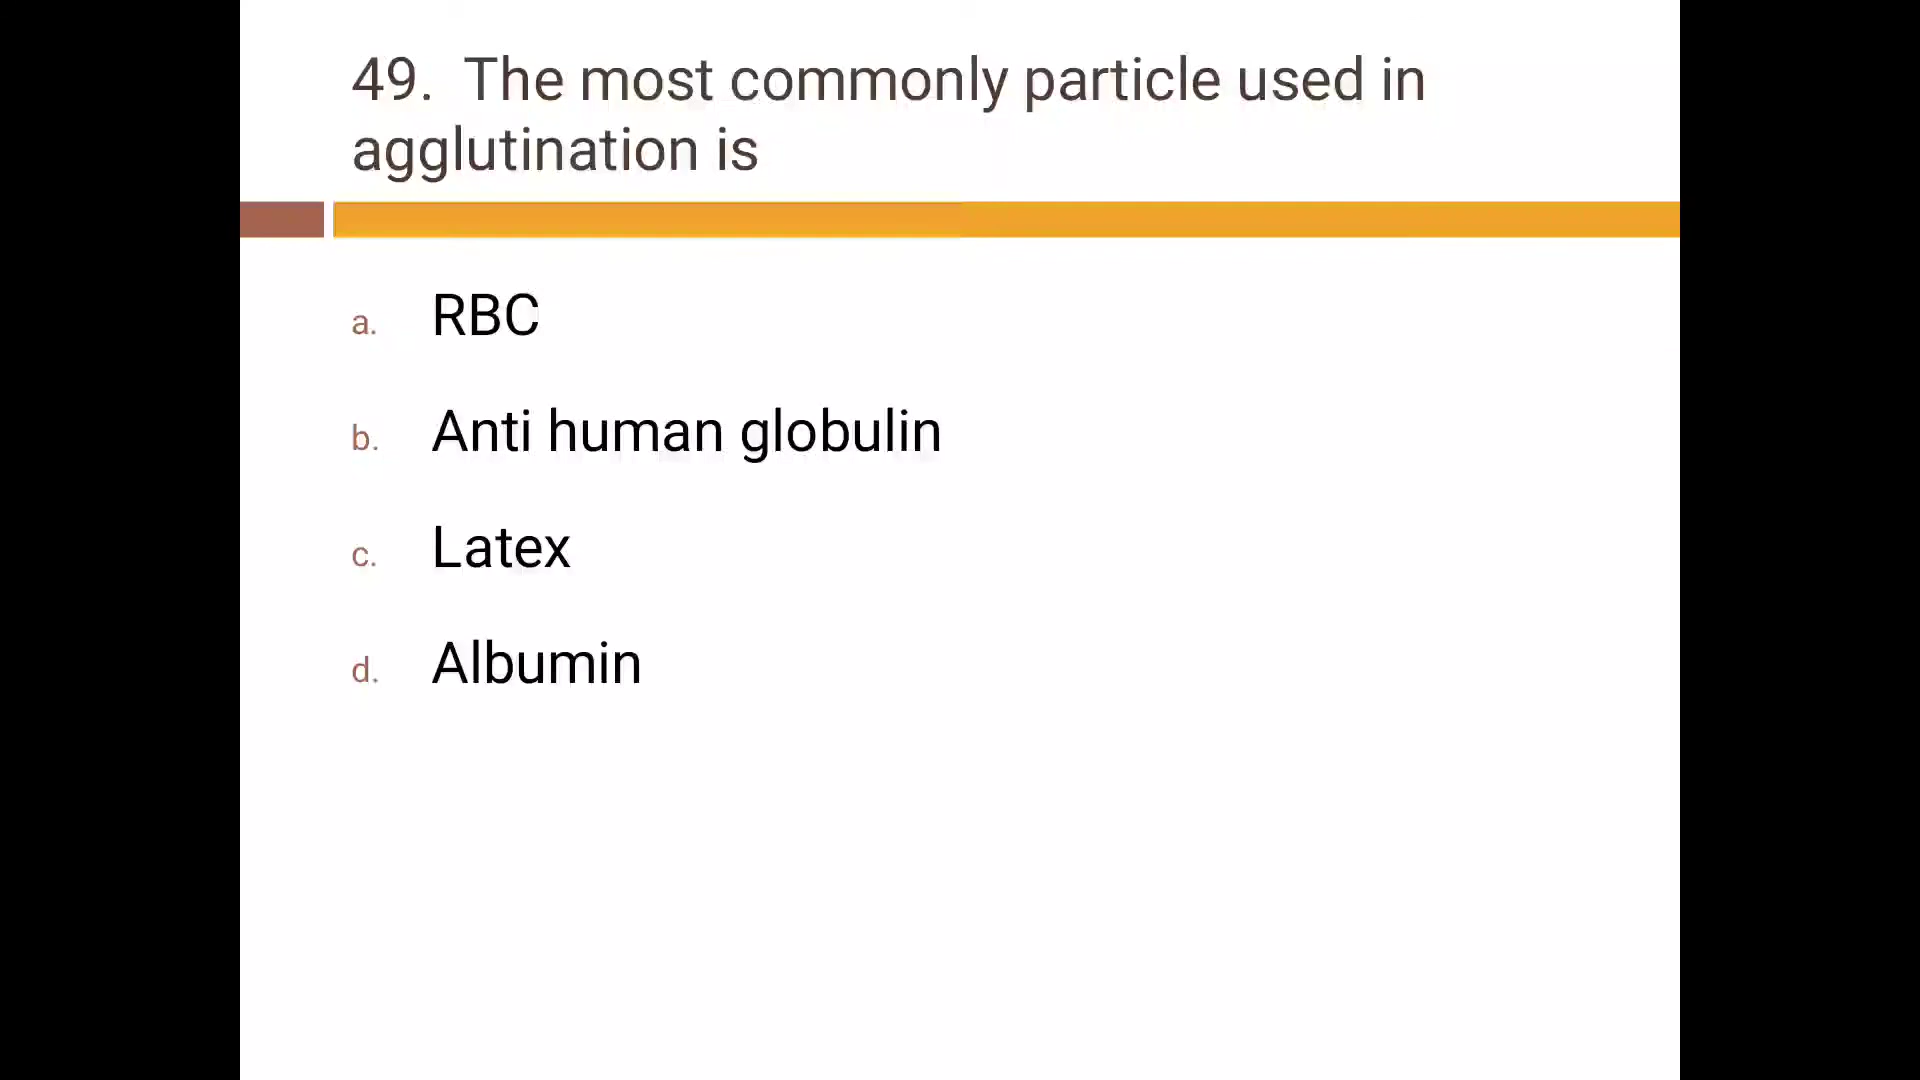 49. The most commonly particle used in
agglutination is
a. RBC
b. Anti human globulin
c. Latex
d. Albumin